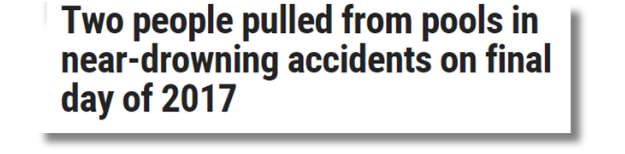 Two people pulled from pools in
near-drowning accidents on final
day of 2017